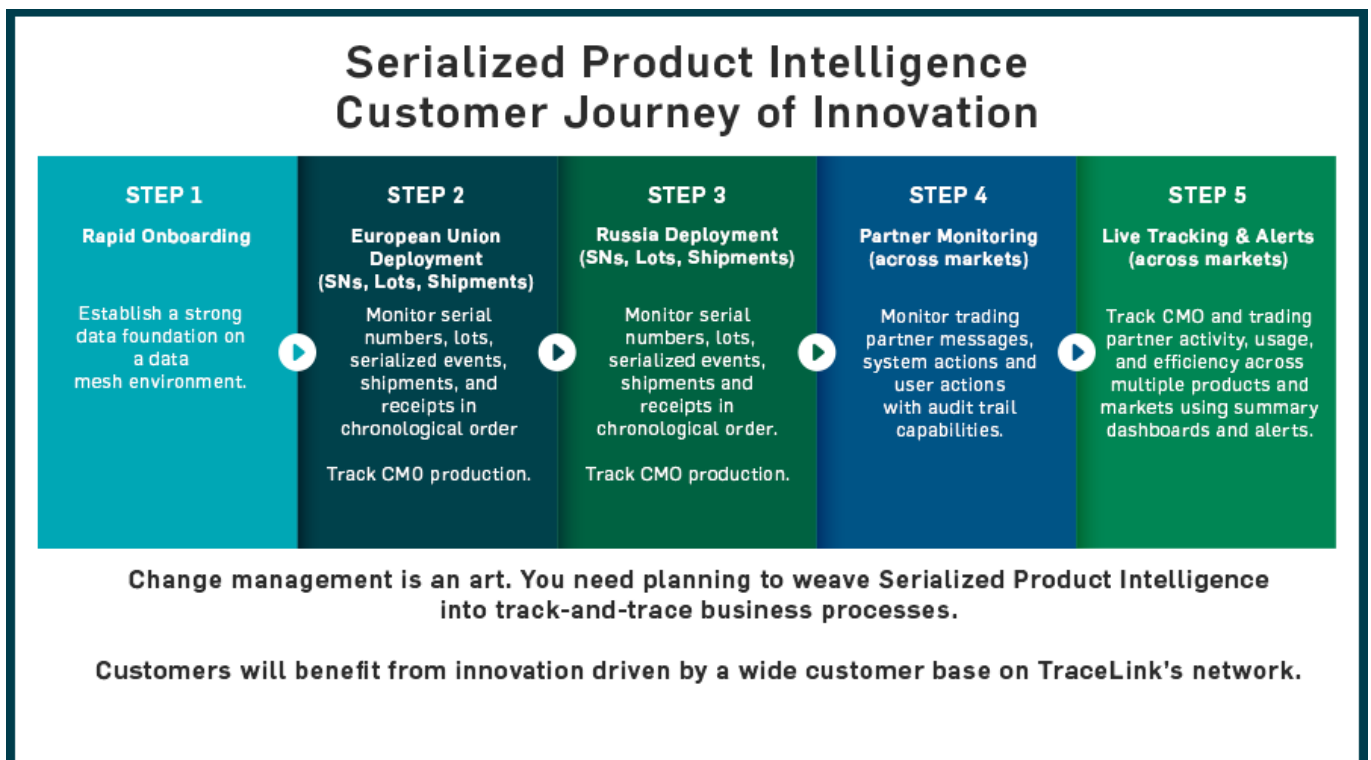 Serialized Product Intelligence
Customer Journey of Innovation
STEP 1
Rapid Onboarding
Establish a strong
data foundation on
a data
mesh environment.
STEP 2
European Union
Deployment
(SNs, Lots, Shipments)
Monitor serial
numbers, lots,
serialized events,
shipments, and
receipts in
chronological order
Track CMO production.
STEP 3
Russia Deployment
(SNs, Lots, Shipments)
Monitor serial
numbers, lots,
serialized events,
shipments and
receipts in
chronological order.
Track CMO production.
STEP 4
Partner Monitoring
(across markets)
Monitor trading
partner messages,
system actions and
user actions
with audit trail
capabilities.
STEP 5
Live Tracking & Alerts
(across markets)
Track CMO and trading
partner activity, usage,
and efficiency across
multiple products and
markets using summary
dashboards and alerts.
Change management is an art. You need planning to weave Serialized Product Intelligence
into track-and-trace business processes.
Customers will benefit from innovation driven by a wide customer base on TraceLink's network.